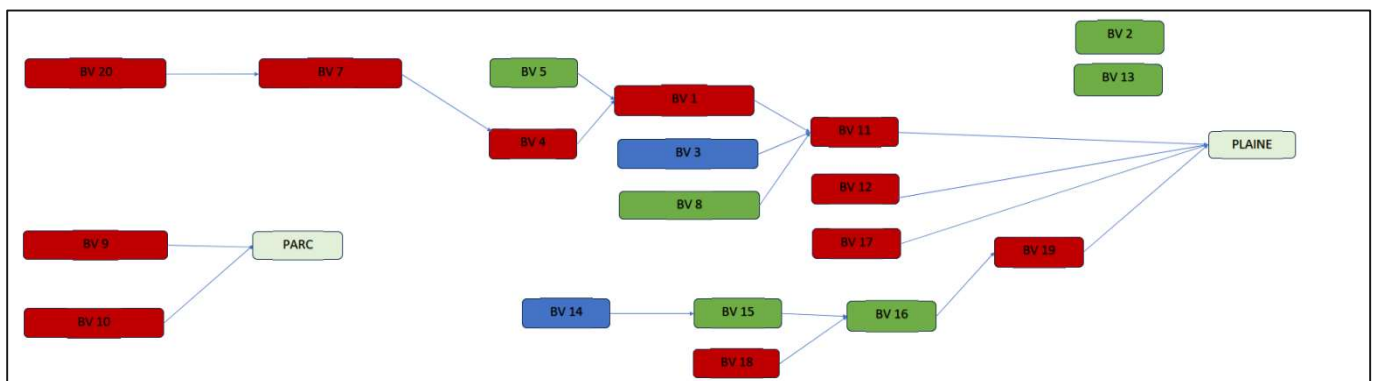 BV 2
BV 20
BV 7
BV 5
BV 13
BV 1
BV 11
BV 4
BV 3
PLAINE
BV 12
BV 8
BV 9
PARC
BV 17
BV 19
BV 10
BV 14
BV 15
BV 16
BV 18